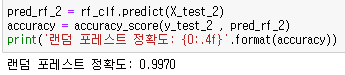 pred_rf_2 = rf_clf.predict(X_test_2)
accuracy = accuracy_score(y_test_2 , pred_rf_2)
print('랜덤 포레스트 정확도: {0:.4f}'.format(accuracy))
랜덤 포레스트 정확도: 0.9970